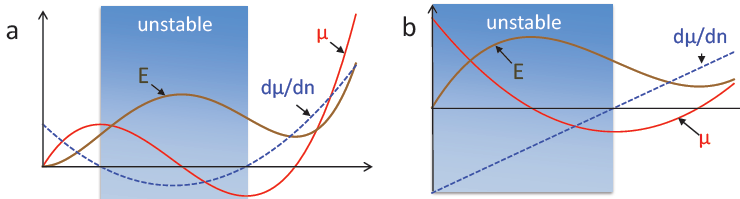 a
unstable
E
μ
dμ/dn
b
unstable
E
dμ/dn
μ